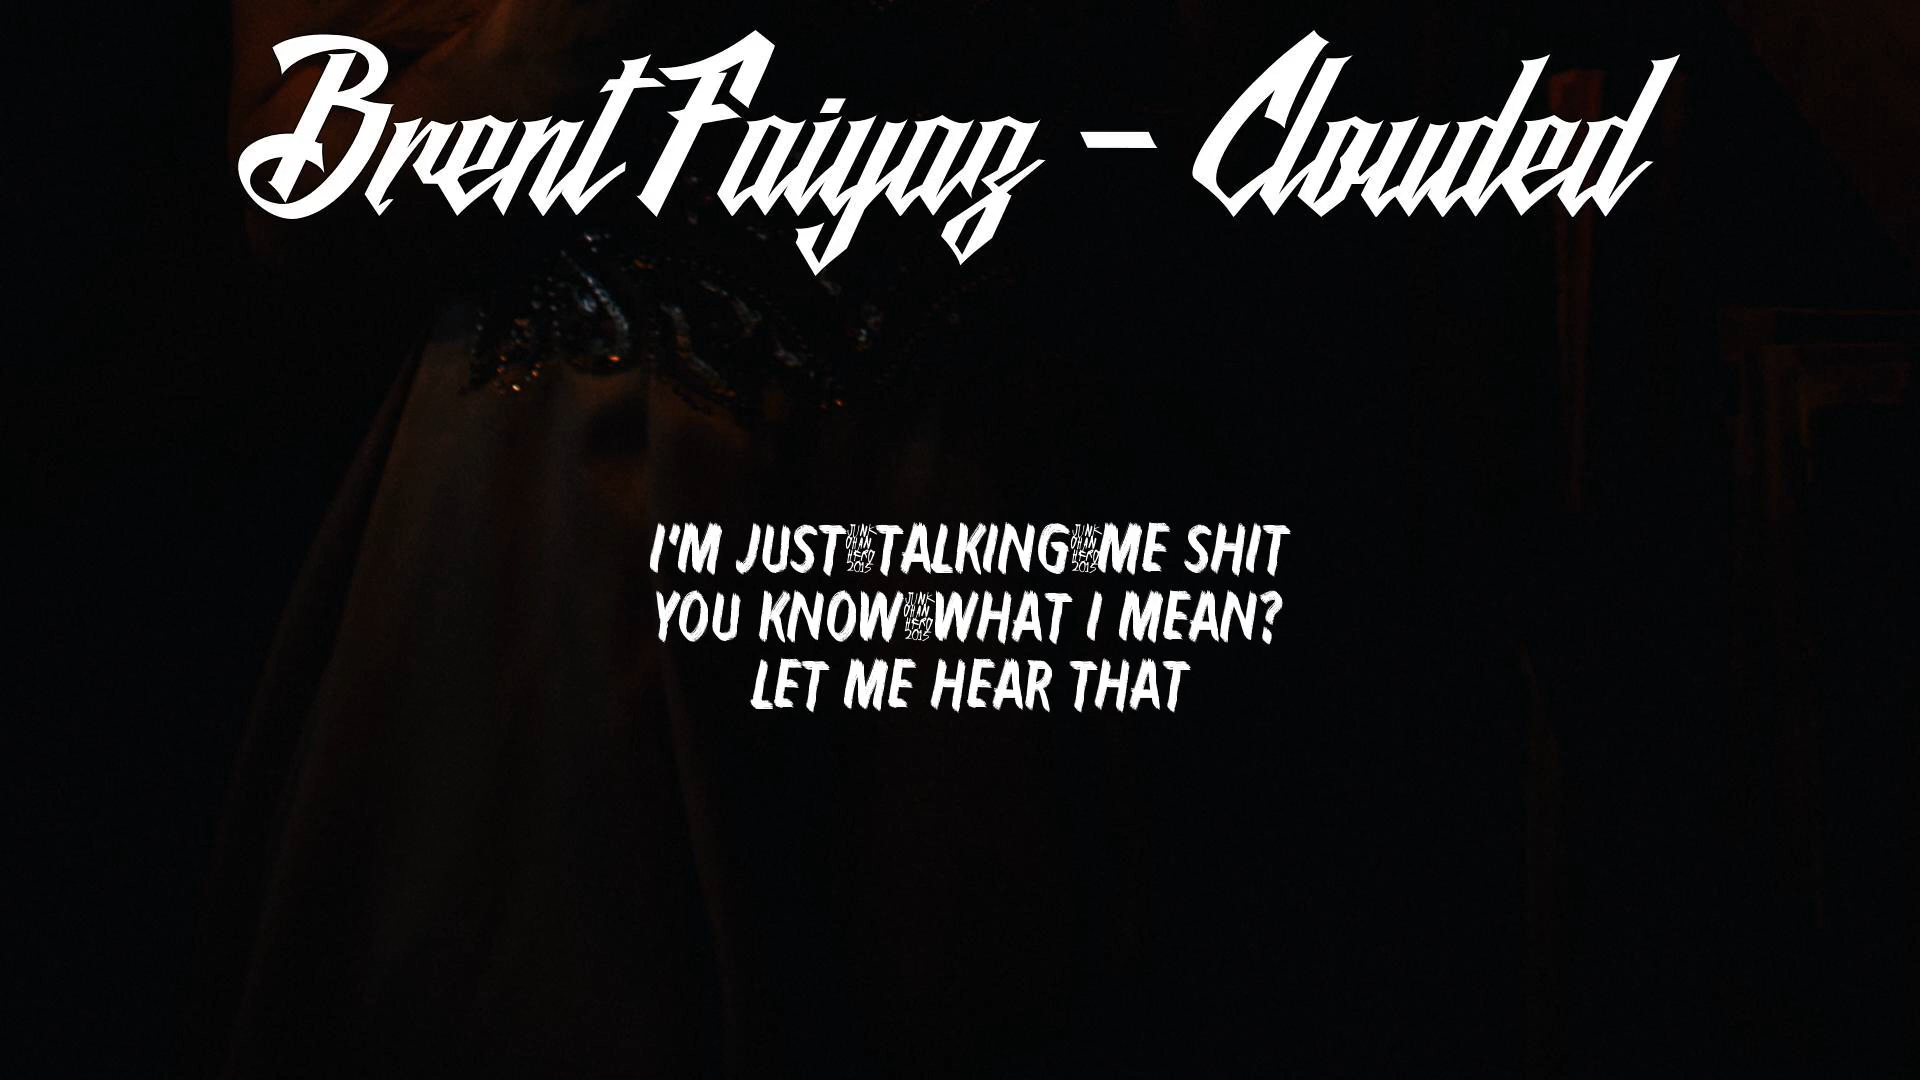 Brent Faiyaz - Clouded
I'M JUST TALKING ME SHIT
YOU KNOW WHAT I MEAN?
LET ME HEAR THAT